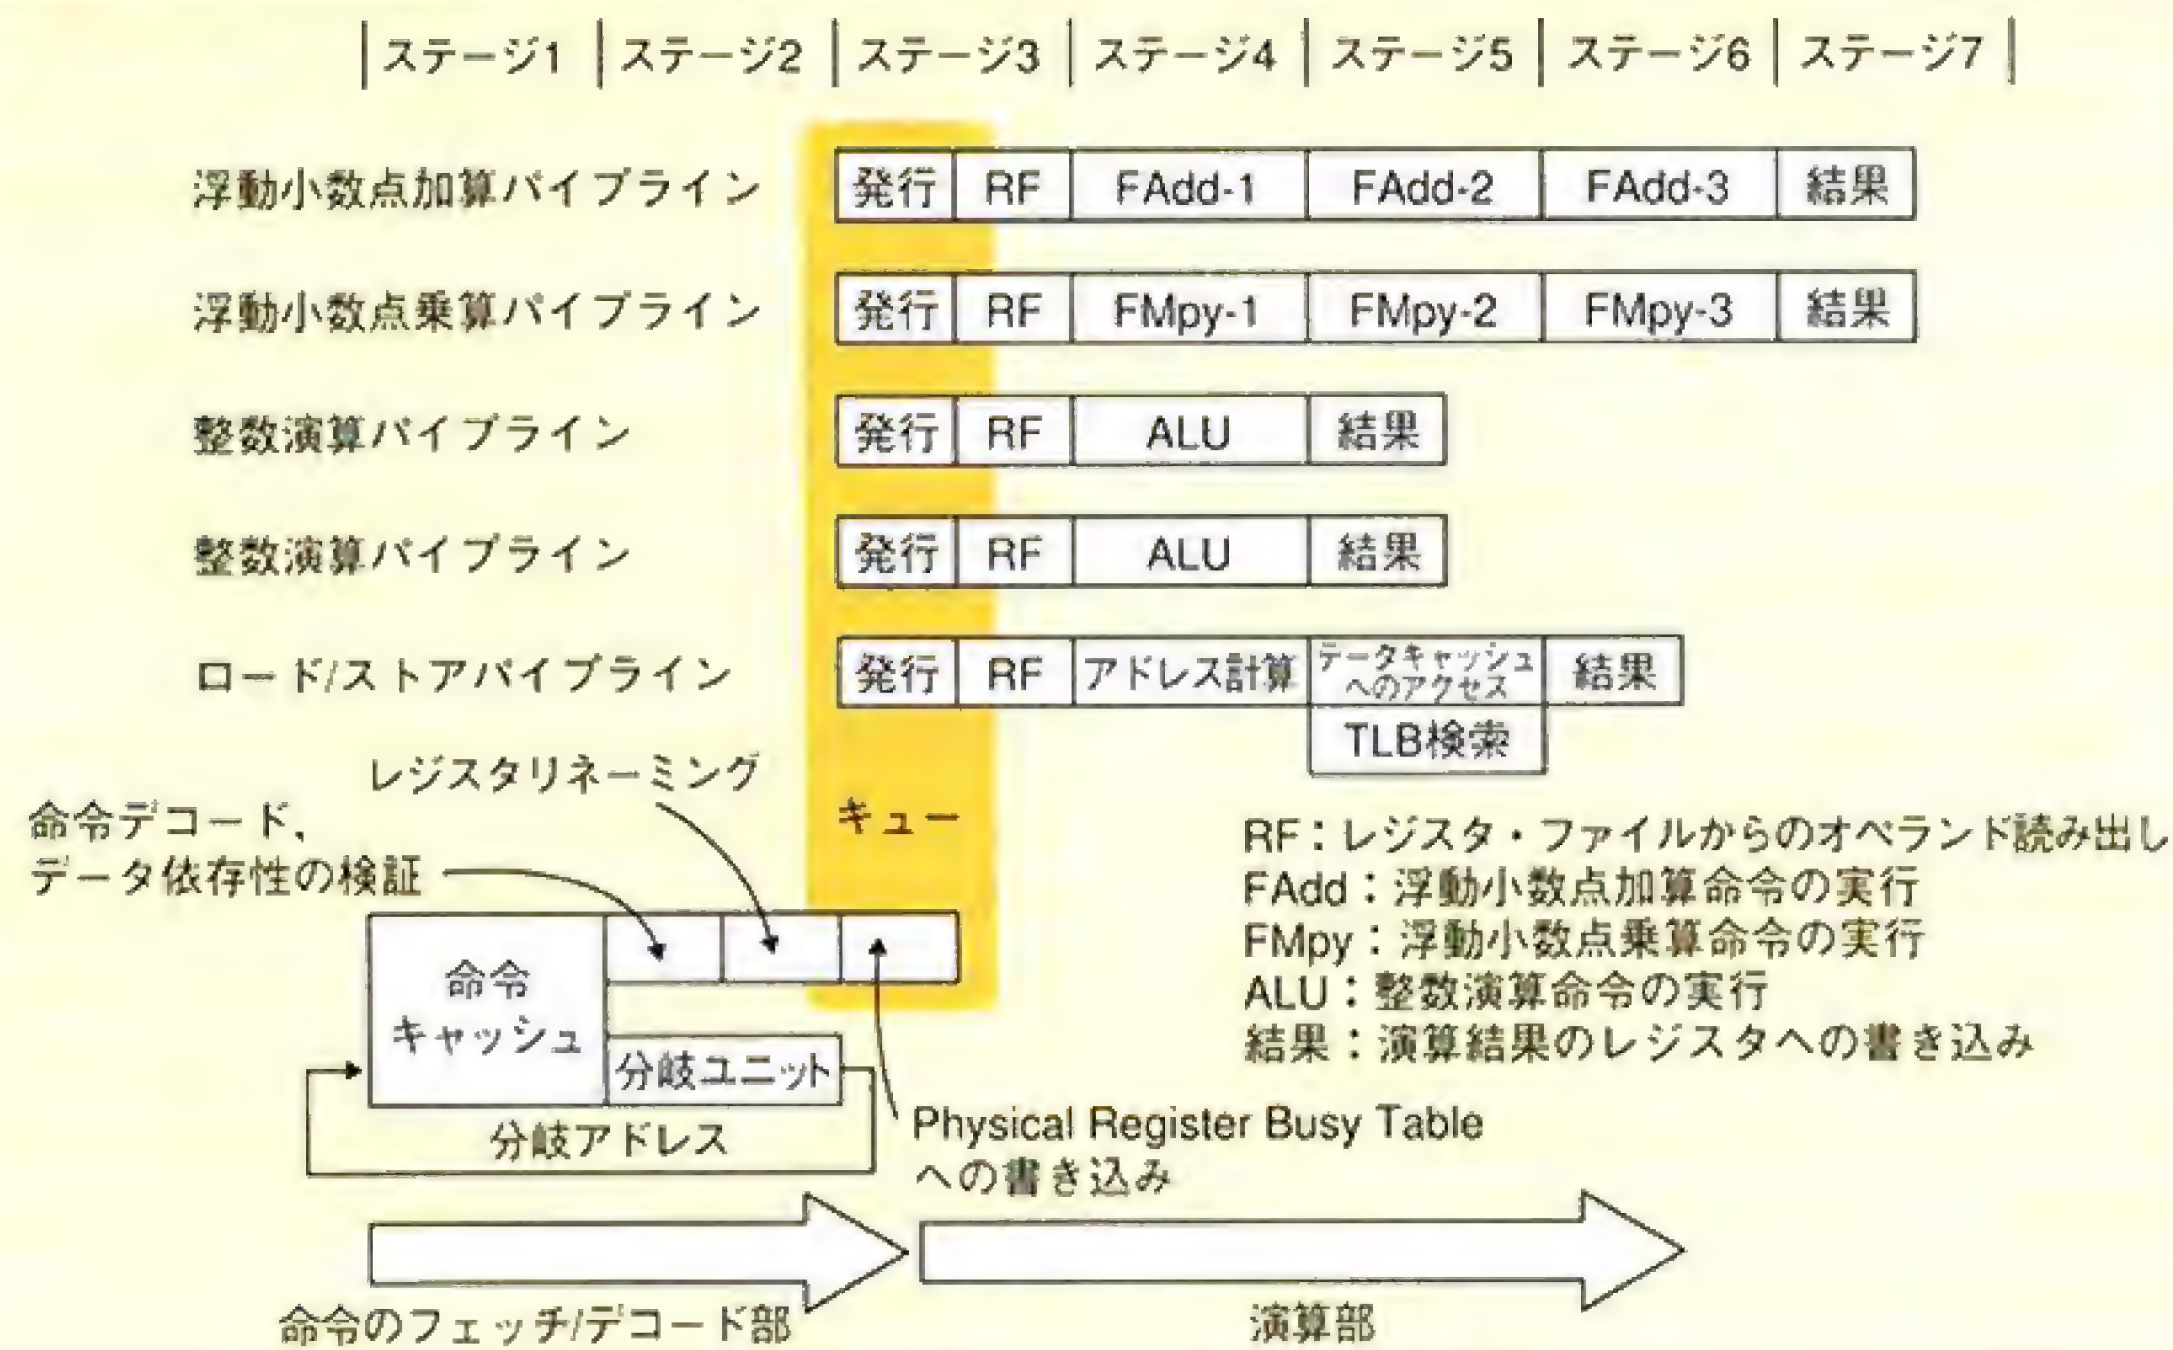 ステージ1 ステージ2 ステージ3 ステージ4 ステージ5 ステージ6 ステージ7
浮動小数点加算パイプライン 発行 RF FAdd-1 FAdd-2 FAdd-3 結果
浮動小数点乗算パイプライン 発行 RF FMpy-1 FMpy-2 FMpy-3 結果
整数演算パイプライン 発行 RF ALU 結果
整数演算パイプライン 発行 RF ALU 結果
ロード/ストアパイプライン 発行 RF アドレス計算 データキャッシュ 結果
へのアクセス
TLB検索
レジスタリネーミング
命令デコード、
データ依存性の検証
キュー
命令
キャッシュ
分岐ユニット
分岐アドレス
Physical Register Busy Table
への書き込み
RF：レジスタ・ファイルからのオペランド読み出し
FAdd：浮動小数点加算命令の実行
FMpy：浮動小数点乗算命令の実行
ALU：整数演算命令の実行
結果：演算結果のレジスタへの書き込み
命令のフェッチ/デコード部
演算部